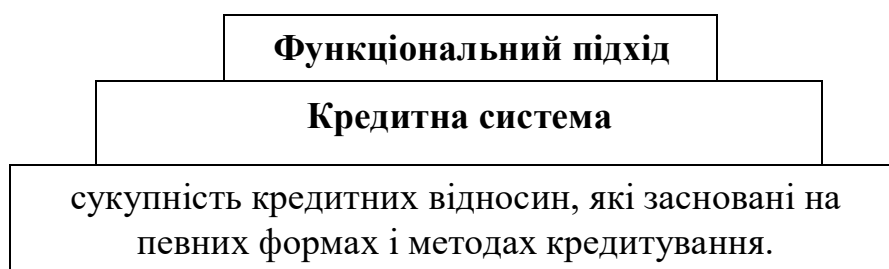 Функціональний підхід
Кредитна система
сукупність кредитних відносин, які засновані на
певних формах і методах кредитування.